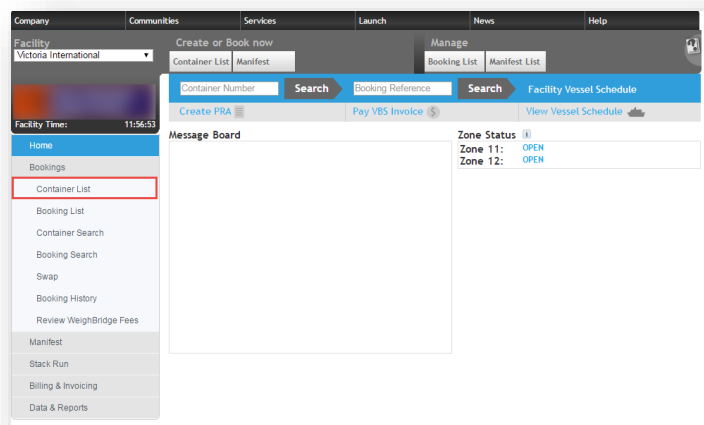 Company Communities Services Launch News Help
Facility
Victoria International
Create or Book now
Container List Manifest
Manage
Booking List Manifest List
Container Number Search Booking Reference Search Facility Vessel Schedule
Create PRA Pay VBS Invoice $ View Vessel Schedule
Facility Time: 11:56:53
Home
Bookings
Container List
Booking List
Container Search
Booking Search
Swap
Booking History
Review WeighBridge Fees
Manifest
Stack Run
Billing & Invoicing
Data & Reports
Message Board
Zone Status i
Zone 11: OPEN
Zone 12: OPEN